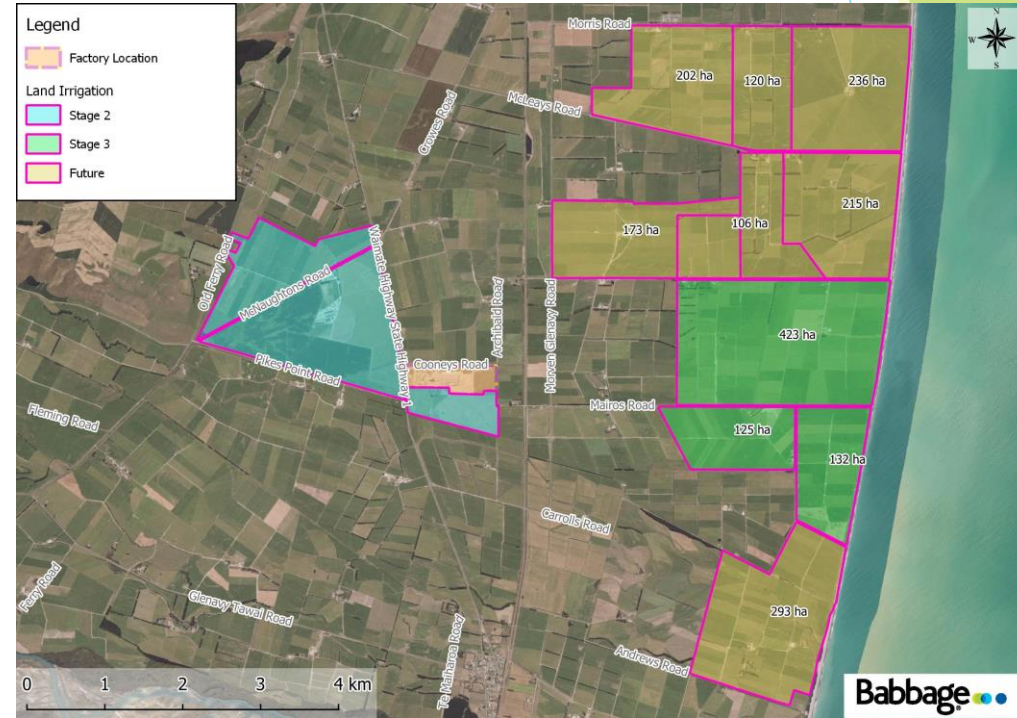 Legend
Factory Location
Land Irrigation
Stage 2
Stage 3
Future
N
W
S
Morris Road
McLeays Road
Crowes Road
202 ha
120 ha
236 ha
173 ha
106 ha
215 ha
Old Ferry Road
McNaughtons Road
Waimate Highway State Highway 1
Archibald Road
Morven Glenavy Road
423 ha
Pikes Point Road
Cooneys Road
Mairos Road
125 ha
132 ha
Fleming Road
Carrolls Road
Ferry Road
Glenavy Tawai Road
Te Maiharoa Road
Andrews Road
293 ha
0 1 2 3 4 km
Babbage